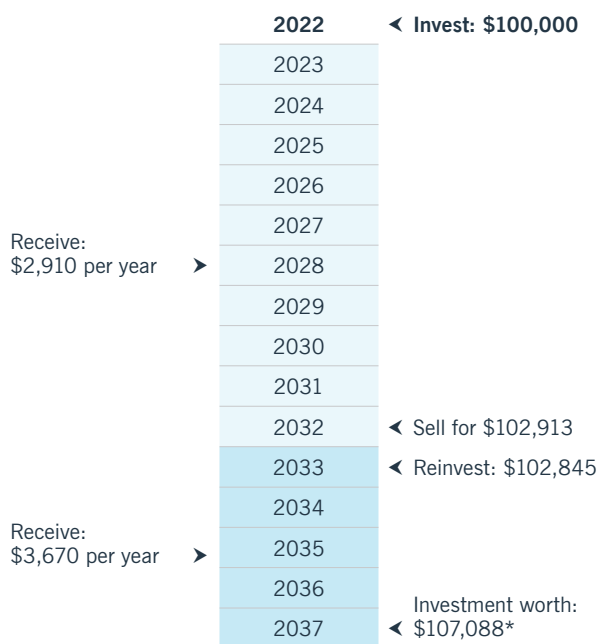 2022
Invest: $100,000
2023
2024
2025
2026
2027
Receive:
$2,910 per year
2028
2029
2030
2031
2032
Sell for $102,913
2033
Reinvest: $102,845
2034
Receive:
$3,670 per year
2035
2036
Investment worth:
2037
$107,088*